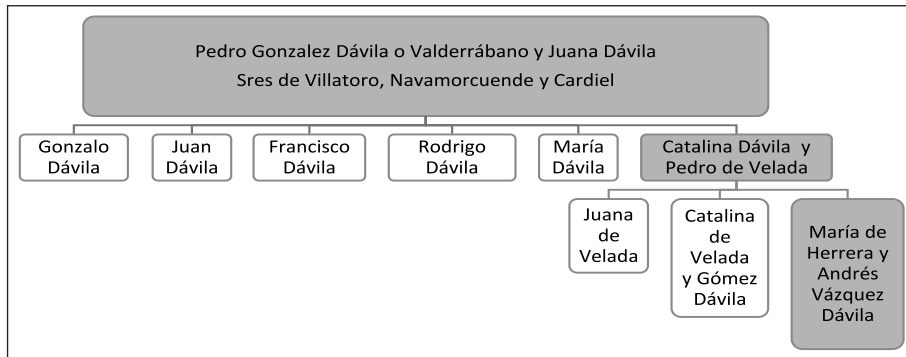 Pedro Gonzalez Dávila o Valderrábano y Juana Dávila
Sres de Villatoro, Navamorcuende y Cardiel
Gonzalo
Dávila
Juan
Dávila
Francisco
Dávila
Rodrigo
Dávila
María
Dávila
Catalina Dávila y
Pedro de Velada
Juana
de
Velada
Catalina
de
Velada
y Gómez
Dávila
María de
Herrera y
Andrés
Vázquez
Dávila